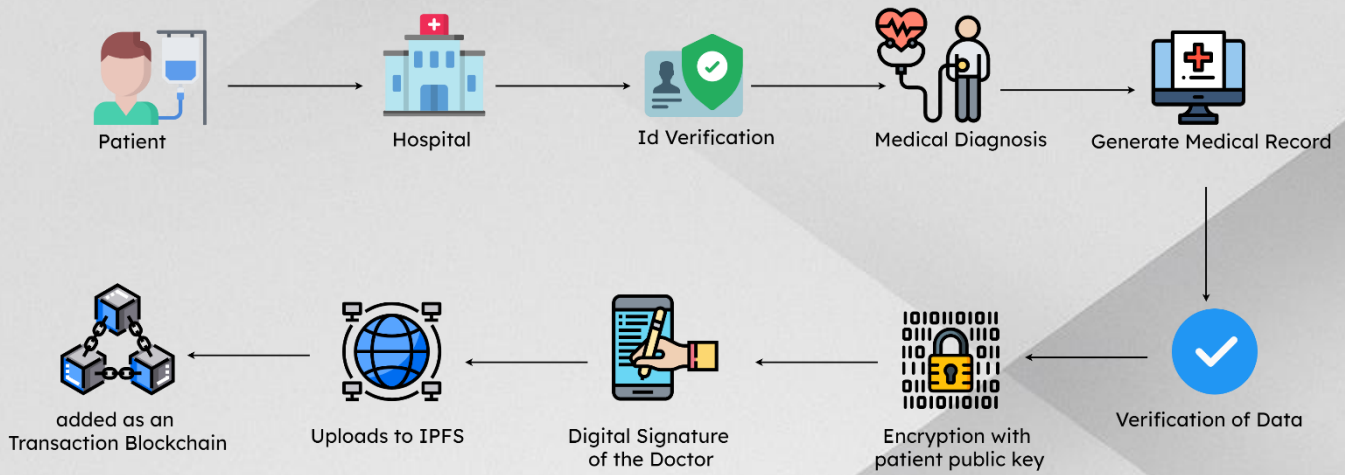 Patient
Hospital
Id Verification
Medical Diagnosis
Generate Medical Record
Verification of Data
Encryption with
patient public key
Digital Signature
of the Doctor
Uploads to IPFS
added as an
Transaction Blockchain